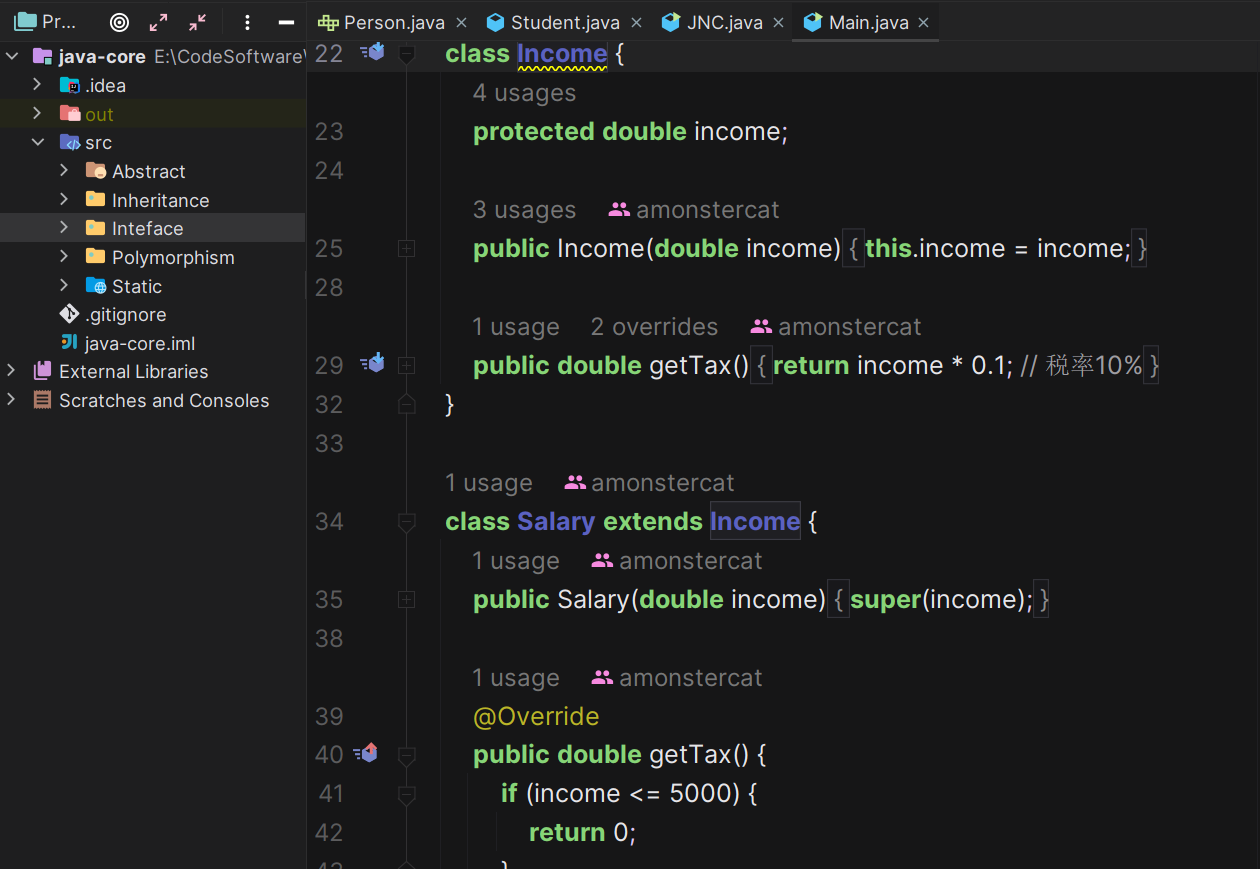 Pr...
Person.java
Student.java
JNC.java
Main.java
java-core E:\CodeSoftware\
.idea
out
src
Abstract
Inheritance
Inteface
Polymorphism
Static
.gitignore
java-core.iml
External Libraries
Scratches and Consoles
22 class Income {
4 usages
23 protected double income;
24
3 usages amonstercat
25 public Income(double income) { this.income = income; }
28
1 usage 2 overrides amonstercat
29 public double getTax() { return income * 0.1; // 税率10% }
32 }
33
1 usage amonstercat
34 class Salary extends Income {
1 usage amonstercat
35 public Salary(double income) { super(income); }
38
1 usage amonstercat
39 @Override
40 public double getTax() {
41 if (income <= 5000) {
42 return 0;